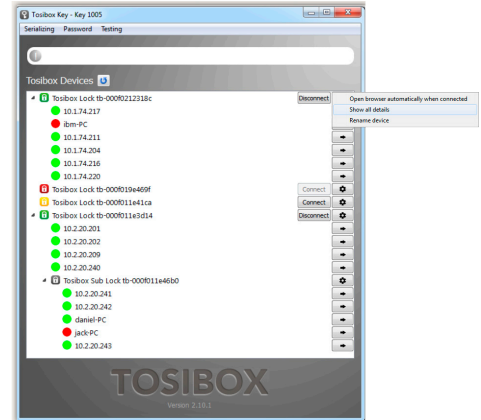 Tosibox Key - Key 1005
Serializing Password Testing
Tosibox Devices
Tosibox Lock tb-000f0212318c Disconnect
Open browser automatically when connected
Show all details
Rename device
10.1.74.217
ibm-PC
10.1.74.211
10.1.74.204
10.1.74.216
10.1.74.220
Tosibox Lock tb-000f019e469f Connect
Tosibox Lock tb-000f011e41ca Connect
Tosibox Lock tb-000f011e3d14 Disconnect
10.2.20.201
10.2.20.202
10.2.20.209
10.2.20.240
Tosibox Sub Lock tb-000f011e46b0
10.2.20.241
10.2.20.242
daniel-PC
jack-PC
10.2.20.243
TOSIBOX
Version 2.10.1